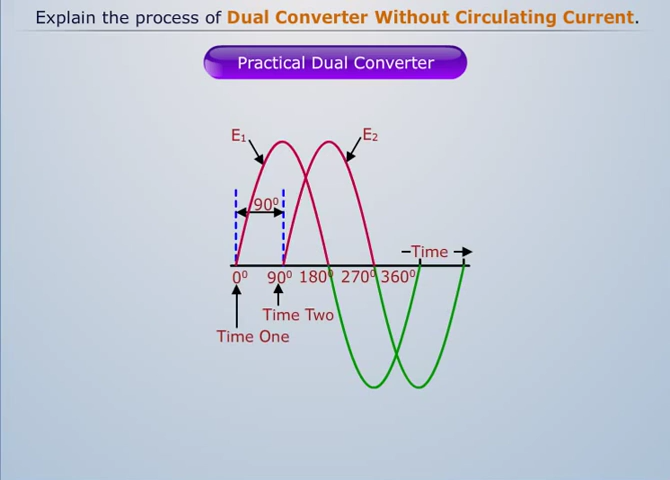 Explain the process of Dual Converter Without Circulating Current.
Practical Dual Converter
E₁ E₂
90⁰
Time
0⁰ 90⁰ 180⁰ 270⁰ 360⁰
Time Two
Time One